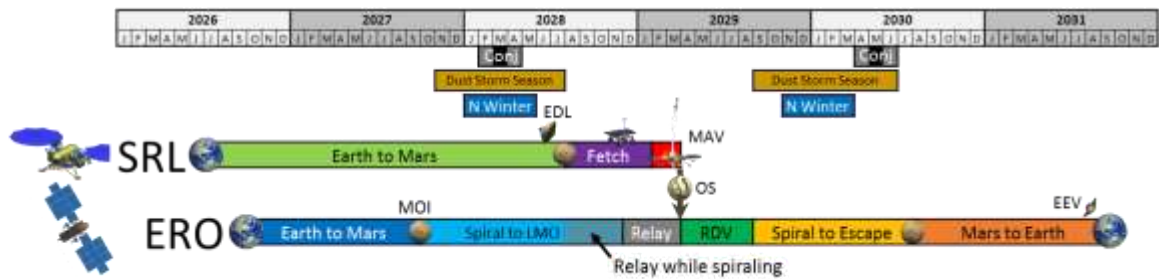 2026 2027 2028 2029 2030 2031
J F M A M J J A S O N D J F M A M J J A S O N D J F M A M J J A S O N D J F M A M J J A S O N D J F M A M J J A S O N D J F M A M J J A S O N D
Conj Conj
Dust Storm Season Dust Storm Season
N Winter N Winter
EDL
MAV
SRL Earth to Mars Fetch
OS
MOI EEV
ERO Earth to Mars Spiral to LMO Relay RDV Spiral to Escape Mars to Earth
Relay while spiraling